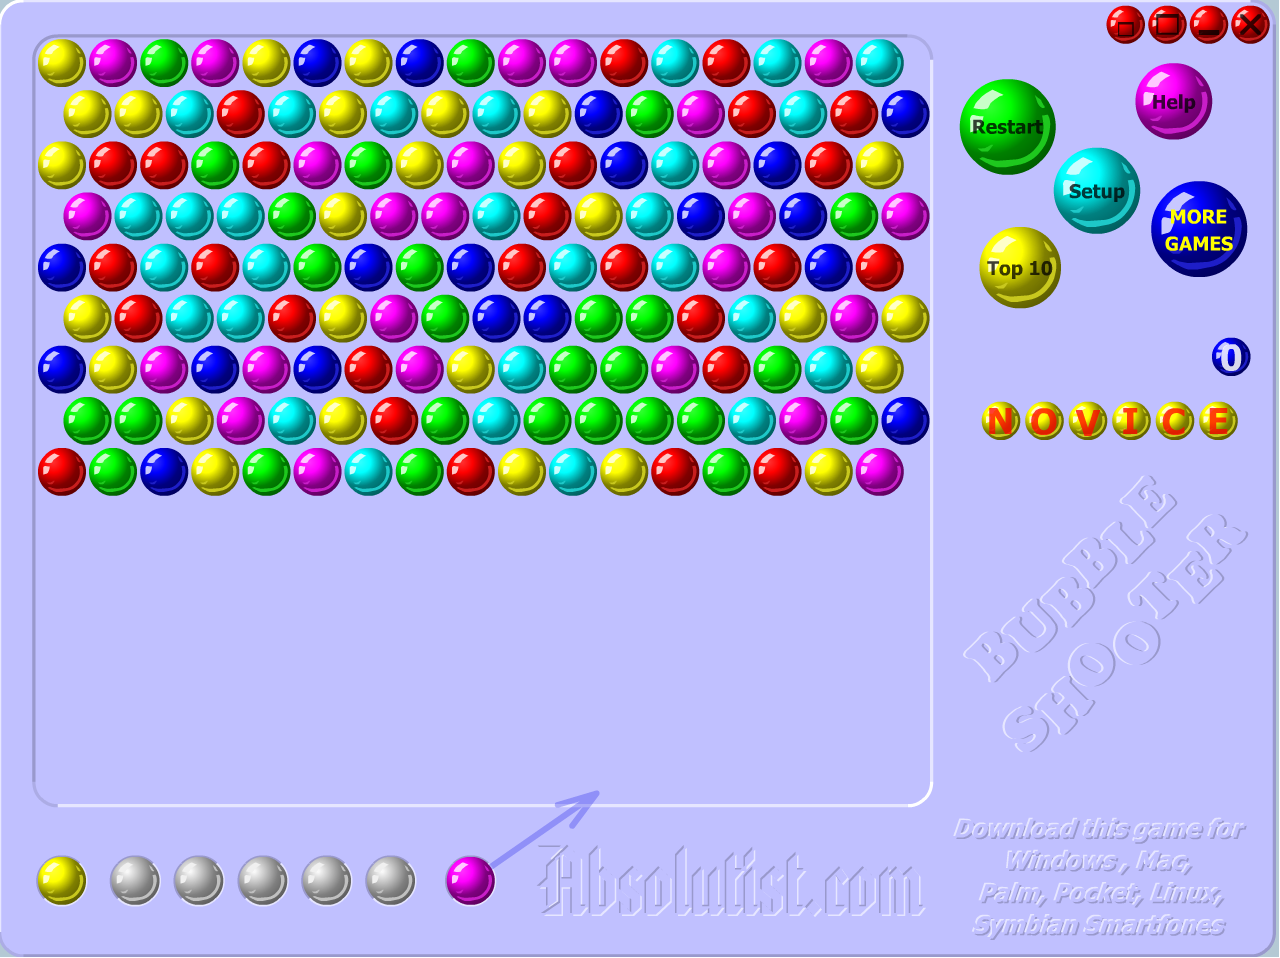 Help
Restart
Setup
MORE
GAMES
Top 10
0
NOVICE
BUBBLE
SHOOTER
Absolutist.com
Download this game for
Windows, Mac,
Palm, Pocket, Linux,
Symbian Smartfones